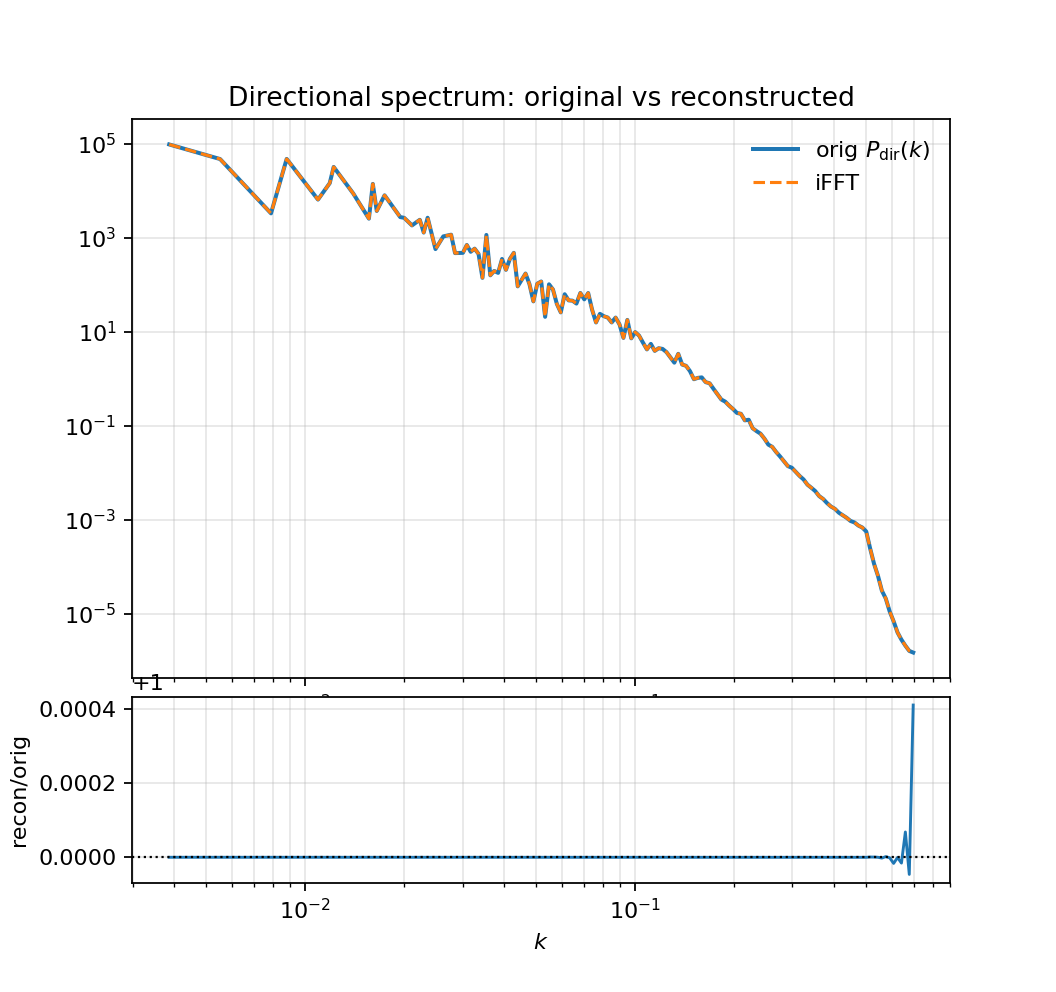 Directional spectrum: original vs reconstructed
orig P_dir(k)
iFFT
10^5
10^3
10^1
10^−1
10^−3
10^−5
+1
0.0004
0.0002
0.0000
recon/orig
10^−2
10^−1
k